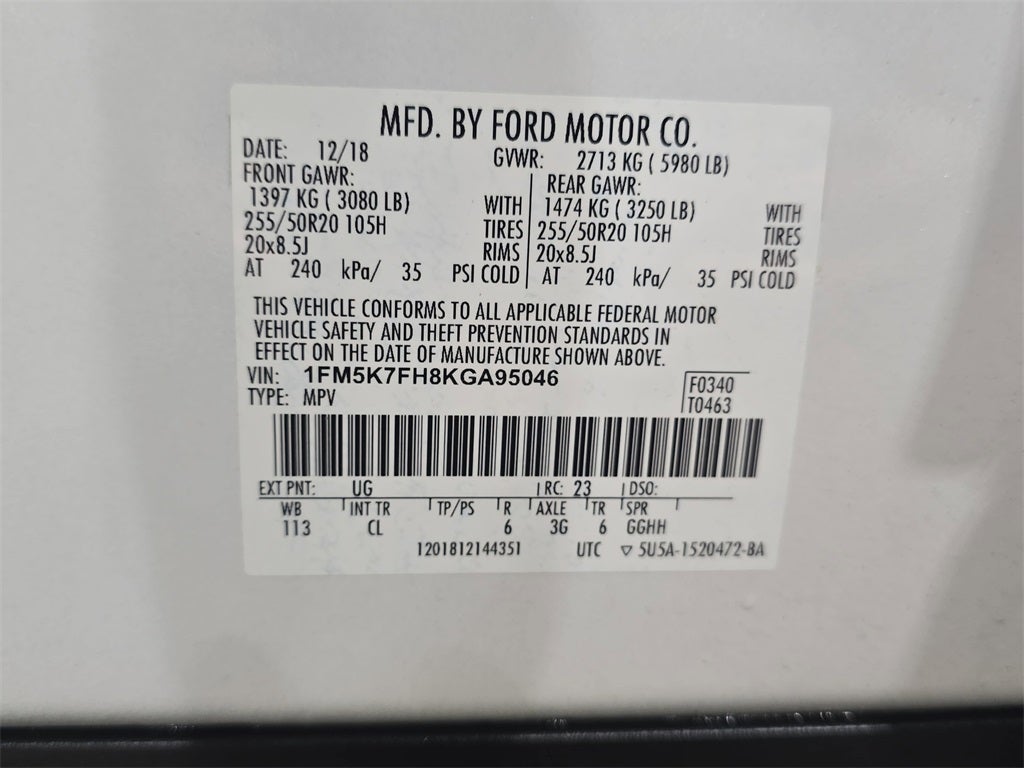 MFD. BY FORD MOTOR CO.
DATE: 12/18 GVWR: 2713 KG ( 5980 LB)
FRONT GAWR: REAR GAWR:
1397 KG ( 3080 LB) WITH 1474 KG ( 3250 LB) WITH
255/50R20 105H TIRES 255/50R20 105H TIRES
20x8.5J RIMS 20x8.5J RIMS
AT 240 kPa/ 35 PSI COLD AT 240 kPa/ 35 PSI COLD
THIS VEHICLE CONFORMS TO ALL APPLICABLE FEDERAL MOTOR
VEHICLE SAFETY AND THEFT PREVENTION STANDARDS IN
EFFECT ON THE DATE OF MANUFACTURE SHOWN ABOVE.
VIN: 1FM5K7FH8KGA95046 F0340
TYPE: MPV T0463
EXT PNT: UG RC: 23 DSO:
WB INT TR TP/PS R AXLE TR SPR
113 CL 6 3G 6 GGHH
1201812144351 UTC ▽ 5U5A-1520472-BA